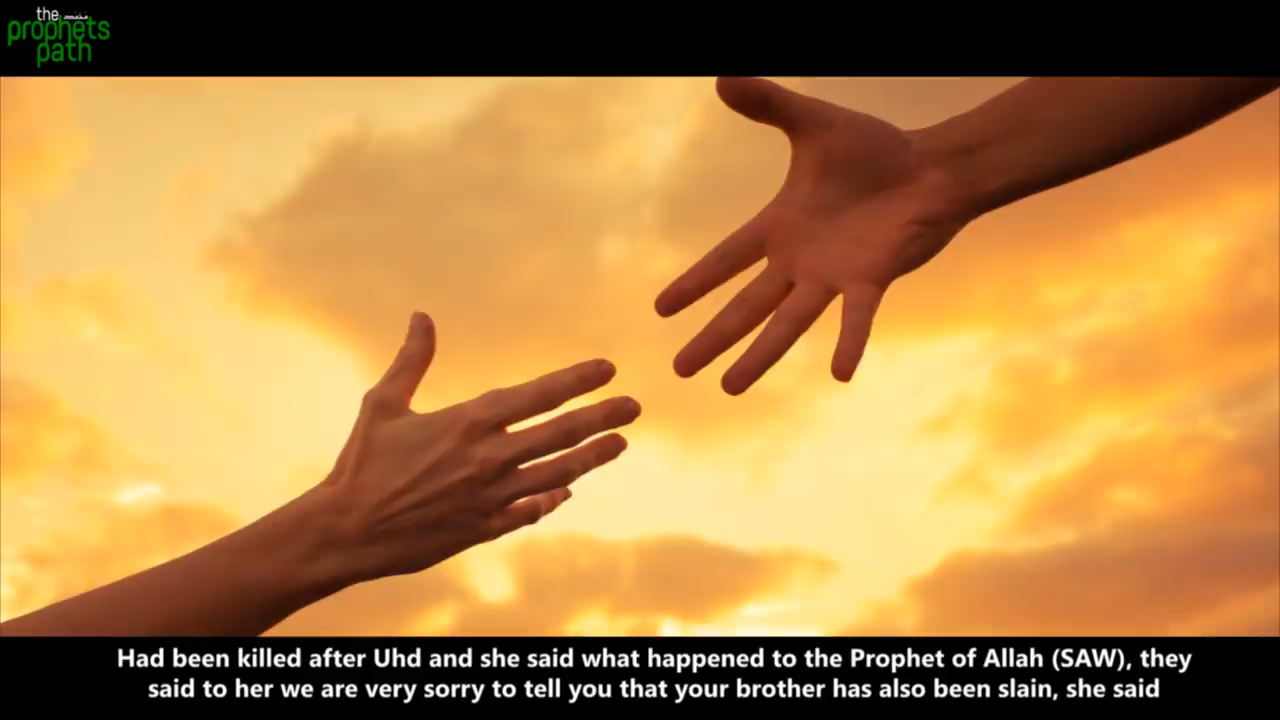 the
prophets
path
Had been killed after Uhd and she said what happened to the Prophet of Allah (SAW), they
said to her we are very sorry to tell you that your brother has also been slain, she said